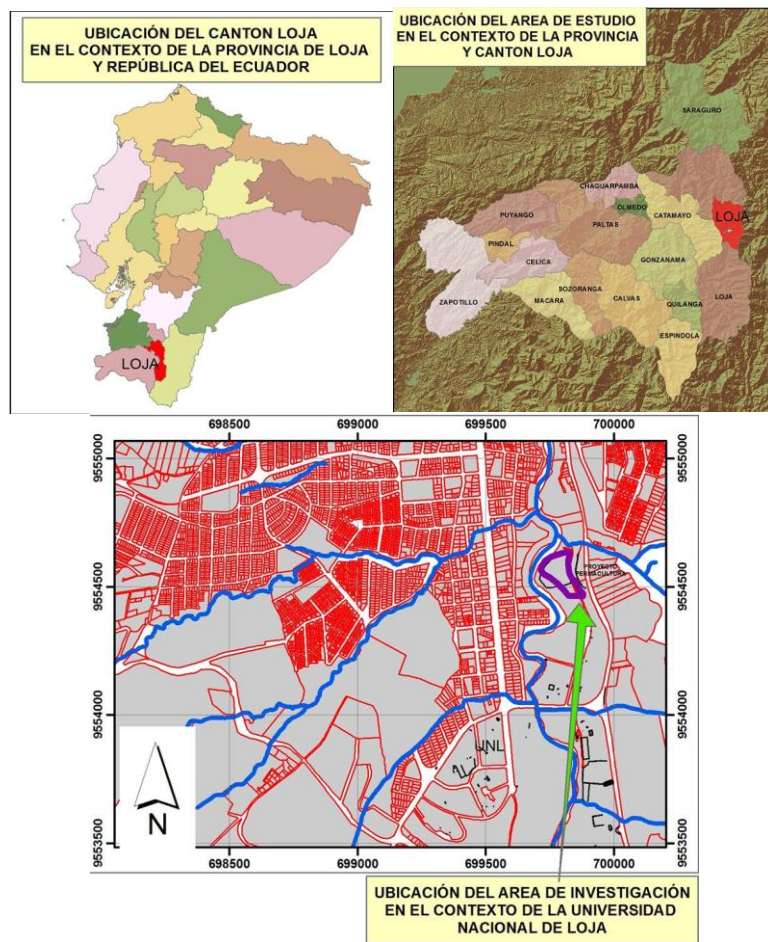 UBICACIÓN DEL CANTON LOJA
EN EL CONTEXTO DE LA PROVINCIA DE LOJA
Y REPÚBLICA DEL ECUADOR
LOJA
UBICACIÓN DEL AREA DE ESTUDIO
EN EL CONTEXTO DE LA PROVINCIA
Y CANTON LOJA
SARAGURO
CHAGUARPAMBA
OLMEDO
PUYANGO
PALTAS
CATAMAYO
LOJA
PINDAL
CELICA
GONZANAMA
ZAPOTILLO
SOZORANGA
MACARA
CALVAS
QUILANGA
LOJA
ESPINDOLA
698500 699000 699500 700000
9555000 9555000
PROYECTO
PERMACULTURA
9554500 9554500
9554000 9554000
UNL
N
9553500 9553500
698500 699000 699500 700000
UBICACIÓN DEL AREA DE INVESTIGACIÓN
EN EL CONTEXTO DE LA UNIVERSIDAD
NACIONAL DE LOJA